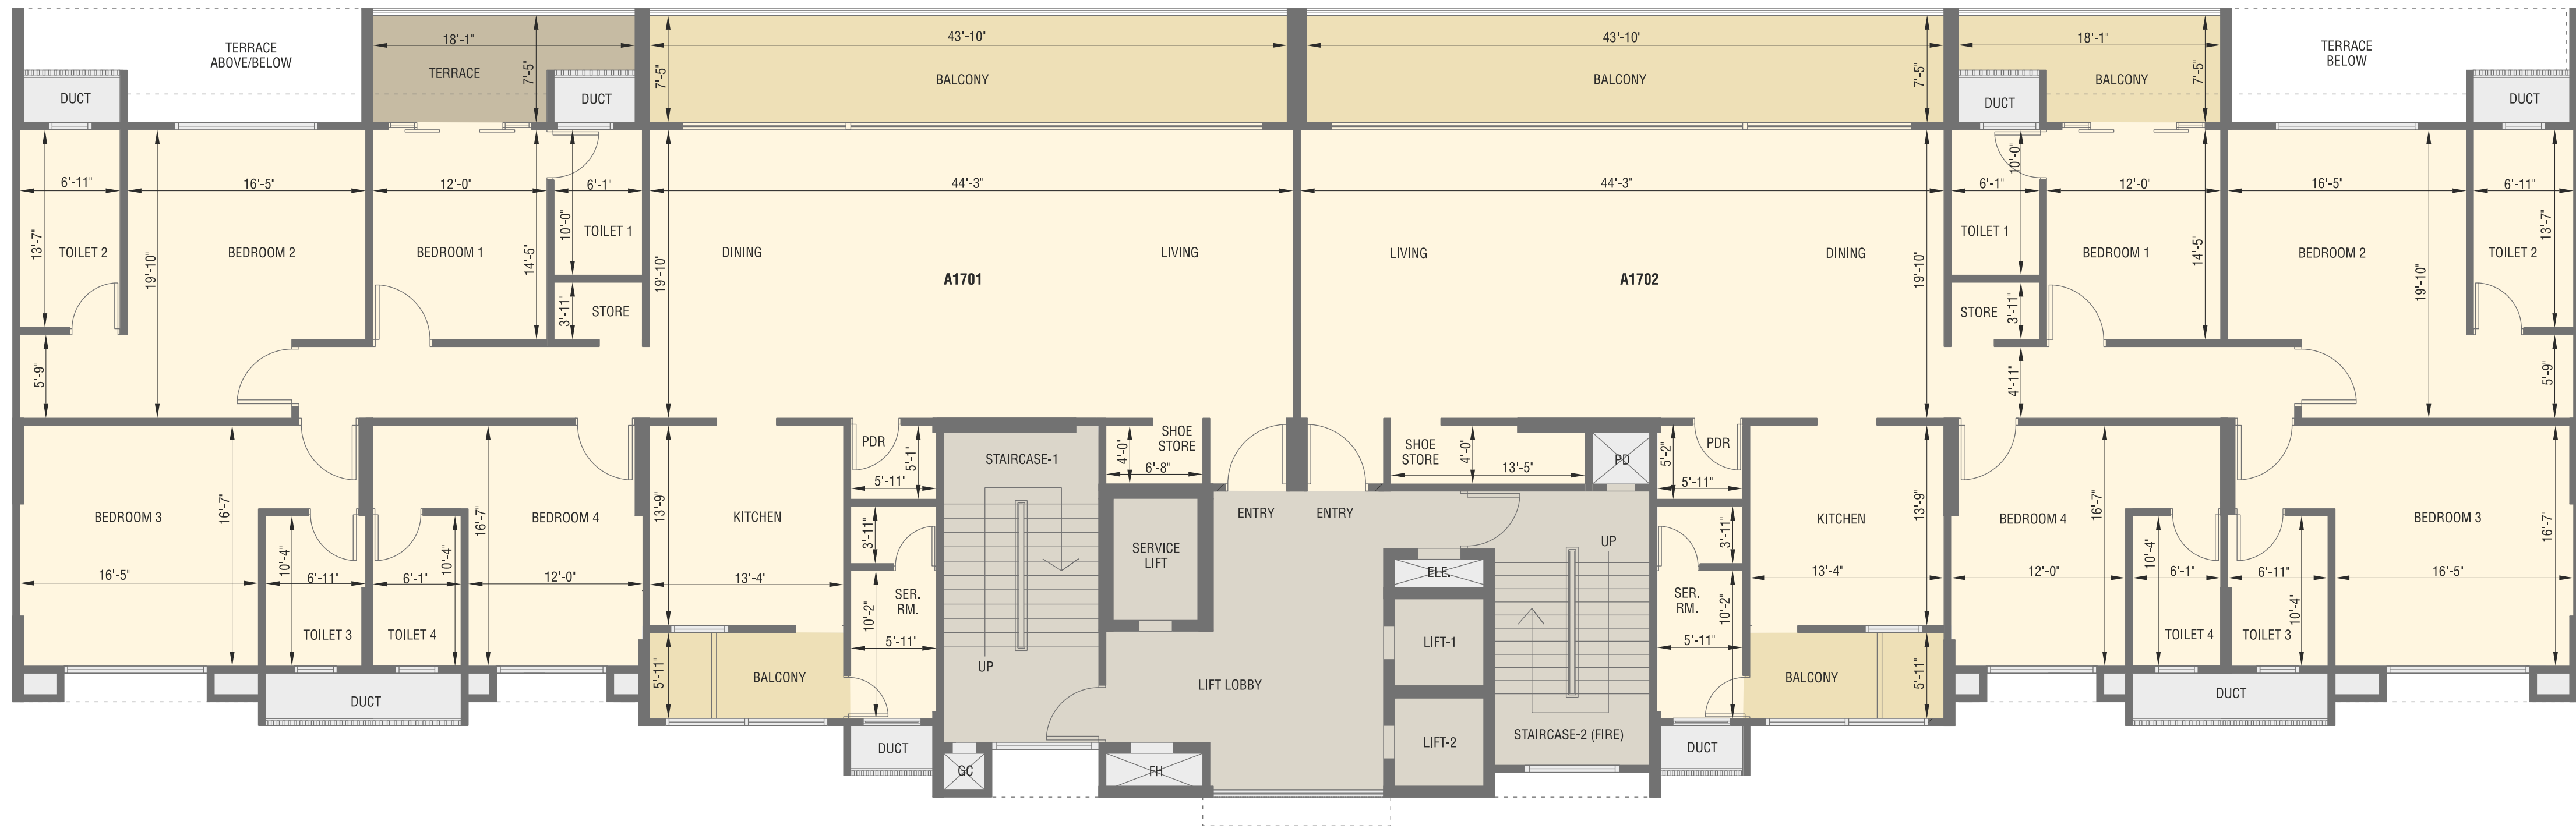 TERRACE
ABOVE/BELOW
18'-1"
TERRACE
7'-5"
DUCT
DUCT
43'-10"
7'-5"
BALCONY
43'-10"
7'-5"
BALCONY
18'-1"
7'-5"
BALCONY
DUCT
TERRACE
BELOW
DUCT
6'-11"
13'-7"
TOILET 2
5'-9"
16'-5"
BEDROOM 2
19'-10"
12'-0"
BEDROOM 1
14'-5"
6'-1"
10'-0"
TOILET 1
3'-11"
STORE
19'-10"
44'-3"
DINING
LIVING
A1701
44'-3"
LIVING
DINING
A1702
19'-10"
10'-0"
6'-1"
TOILET 1
STORE
3'-11"
4'-11"
12'-0"
BEDROOM 1
14'-5"
16'-5"
BEDROOM 2
19'-10"
6'-11"
13'-7"
TOILET 2
5'-9"
BEDROOM 3
16'-7"
16'-5"
10'-4"
6'-11"
TOILET 3
10'-4"
6'-1"
TOILET 4
DUCT
16'-7"
BEDROOM 4
12'-0"
13'-9"
KITCHEN
13'-4"
5'-11"
BALCONY
PDR
5'-1"
5'-11"
3'-11"
SER.
RM.
10'-2"
5'-11"
DUCT
STAIRCASE-1
UP
GC
4'-0"
SHOE
STORE
6'-8"
SERVICE
LIFT
FH
ENTRY
ENTRY
LIFT LOBBY
SHOE
STORE
4'-0"
13'-5"
PD
ELE.
LIFT-1
LIFT-2
UP
STAIRCASE-2 (FIRE)
5'-2"
PDR
5'-11"
3'-11"
SER.
RM.
10'-2"
5'-11"
DUCT
KITCHEN
13'-9"
13'-4"
BALCONY
5'-11"
BEDROOM 4
16'-7"
12'-0"
10'-4"
6'-1"
TOILET 4
6'-11"
10'-4"
TOILET 3
DUCT
BEDROOM 3
16'-7"
16'-5"